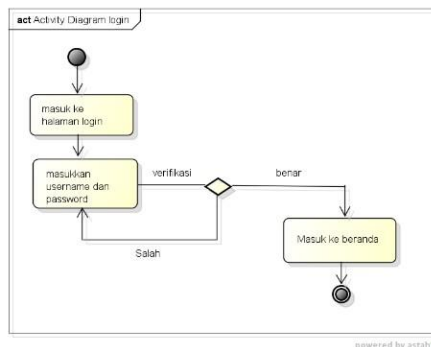 act Activity Diagram login
masuk ke
halaman login
masukkan
username dan
password
verifikasi
benar
Salah
Masuk ke beranda
powered by astah